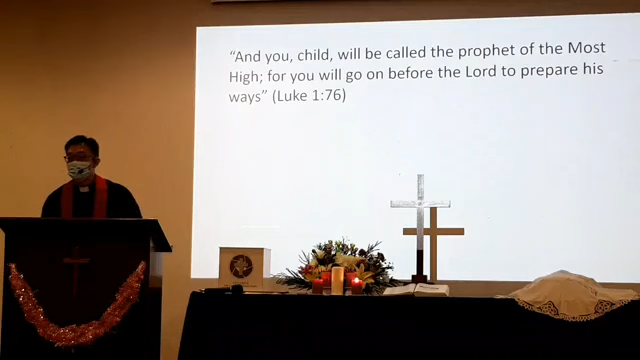 “And you, child, will be called the prophet of the Most
High; for you will go on before the Lord to prepare his
ways” (Luke 1:76)